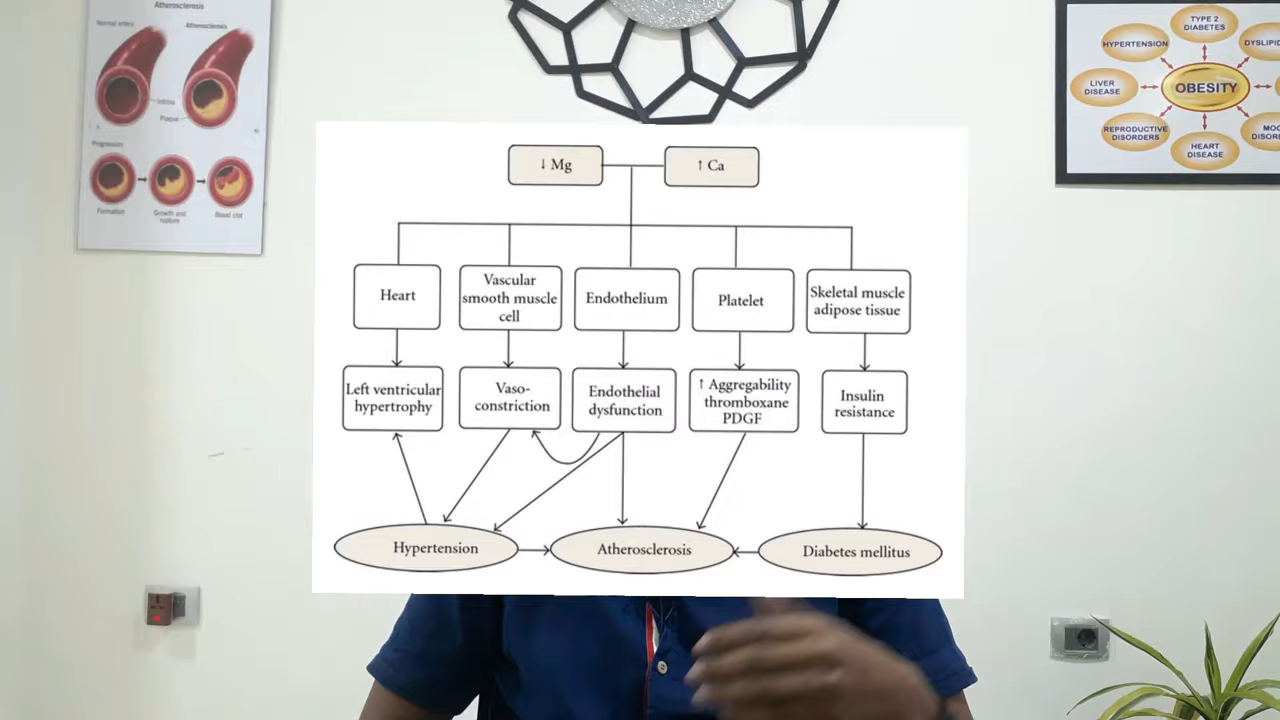 Atherosclerosis
Normal artery
Atherosclerosis
Intima
Plaque
Progression
Formation
Growth and
rupture
Blood clot
TYPE 2
DIABETES
HYPERTENSION
LIVER
DISEASE
OBESITY
REPRODUCTIVE
DISORDERS
HEART
DISEASE
↓ Mg
↑ Ca
Heart
Vascular
smooth muscle
cell
Endothelium
Platelet
Skeletal muscle
adipose tissue
Left ventricular
hypertrophy
Vaso-
constriction
Endothelial
dysfunction
↑ Aggregability
thromboxane
PDGF
Insulin
resistance
Hypertension
Atherosclerosis
Diabetes mellitus